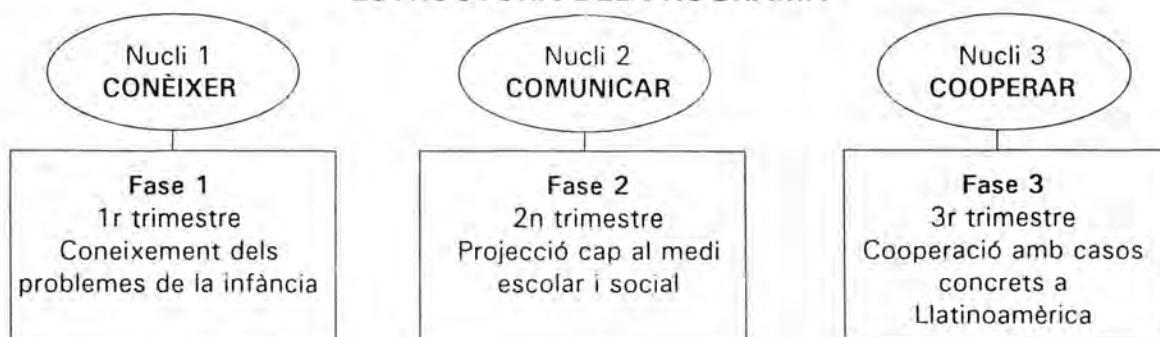 Nucli 1
CONÈIXER
Nucli 2
COMUNICAR
Nucli 3
COOPERAR
Fase 1
1r trimestre
Coneixement dels
problemes de la infància
Fase 2
2n trimestre
Projecció cap al medi
escolar i social
Fase 3
3r trimestre
Cooperació amb casos
concrets a
Llatinoamèrica